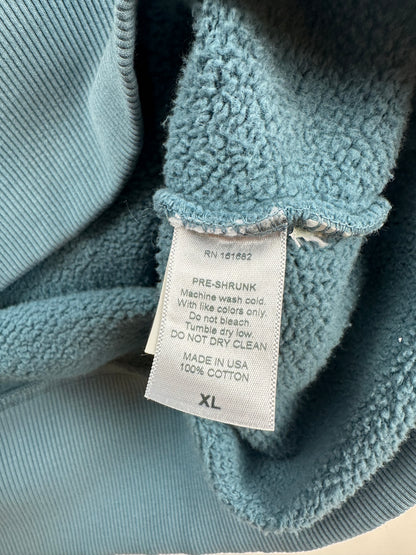 RN 161682
PRE-SHRUNK
Machine wash cold.
With like colors only.
Do not bleach.
Tumble dry low.
DO NOT DRY CLEAN
MADE IN USA
100% COTTON
XL